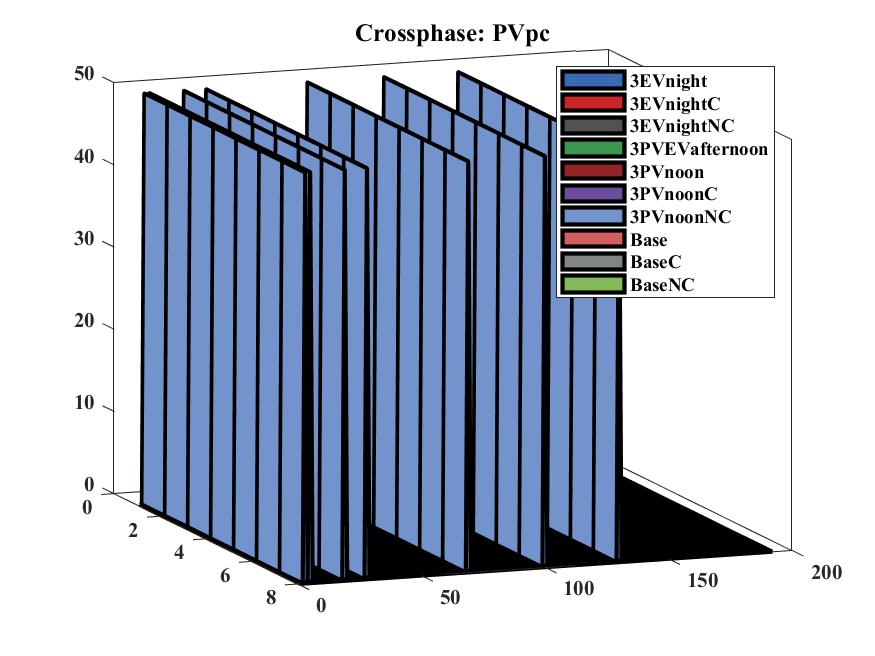 Crossphase: PVpc
50
40
30
20
10
0
0
2
4
6
8
0
50
100
150
200
3EVnight
3EVnightC
3EVnightNC
3PVEVafternoon
3PVnoon
3PVnoonC
3PVnoonNC
Base
BaseC
BaseNC